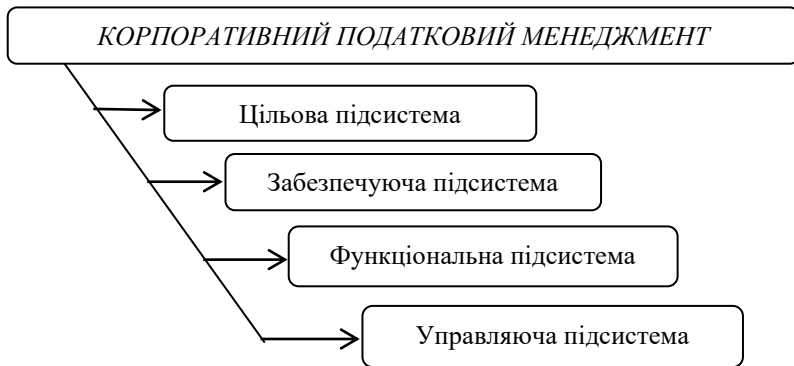 КОРПОРАТИВНИЙ ПОДАТКОВИЙ МЕНЕДЖМЕНТ
Цільова підсистема
Забезпечуюча підсистема
Функціональна підсистема
Управляюча підсистема